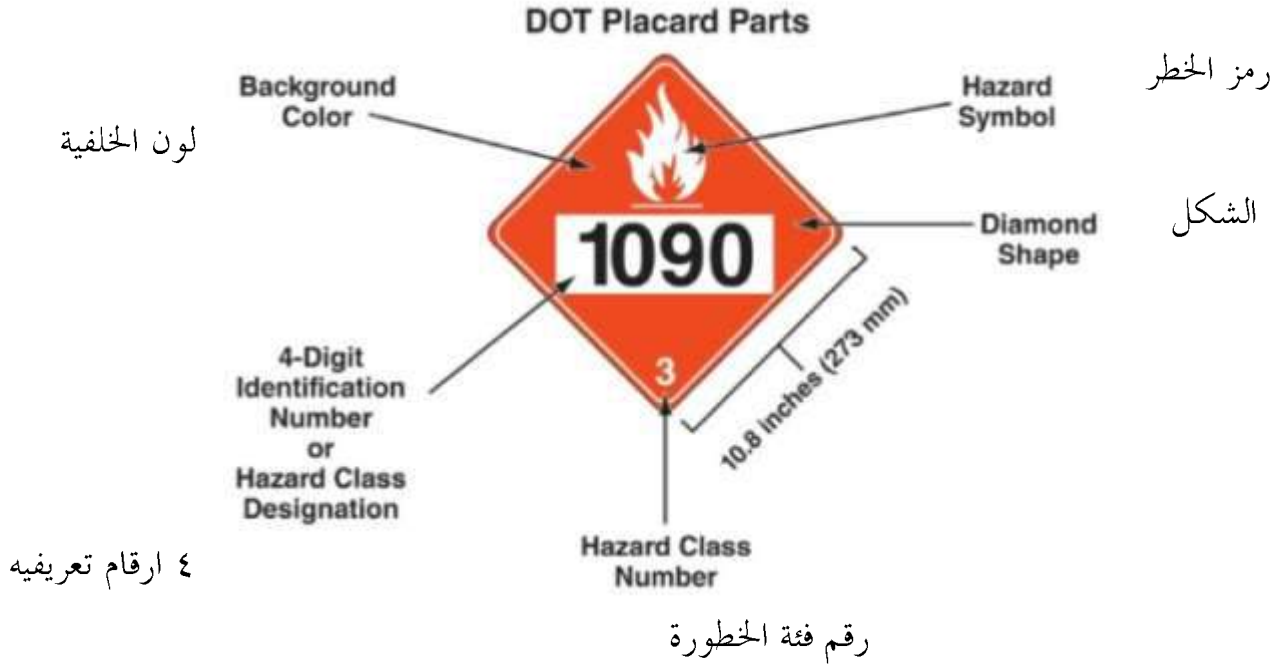 DOT Placard Parts
Background
Color
لون الخلفية
Hazard
Symbol
رمز الخطر
Diamond
Shape
الشكل
1090
3
10.8 inches (273 mm)
4-Digit
Identification
Number
or
Hazard Class
Designation
٤ ارقام تعريفيه
Hazard Class
Number
رقم فئة الخطورة